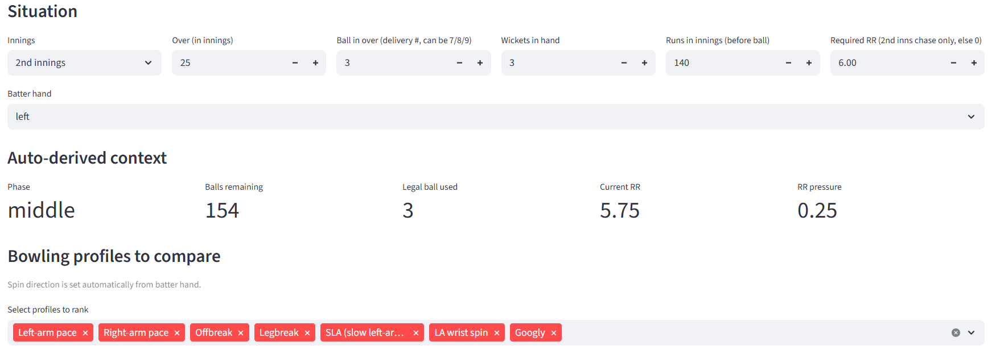 Situation
Innings Over (in innings) Ball in over (delivery #, can be 7/8/9) Wickets in hand Runs in innings (before ball) Required RR (2nd inns chase only, else 0)
2nd innings 25 − + 3 − + 3 − + 140 − + 6.00 − +
Batter hand
left
Auto-derived context
Phase Balls remaining Legal ball used Current RR RR pressure
middle 154 3 5.75 0.25
Bowling profiles to compare
Spin direction is set automatically from batter hand.
Select profiles to rank
Left-arm pace × Right-arm pace × Offbreak × Legbreak × SLA (slow left-ar... × LA wrist spin × Googly ×